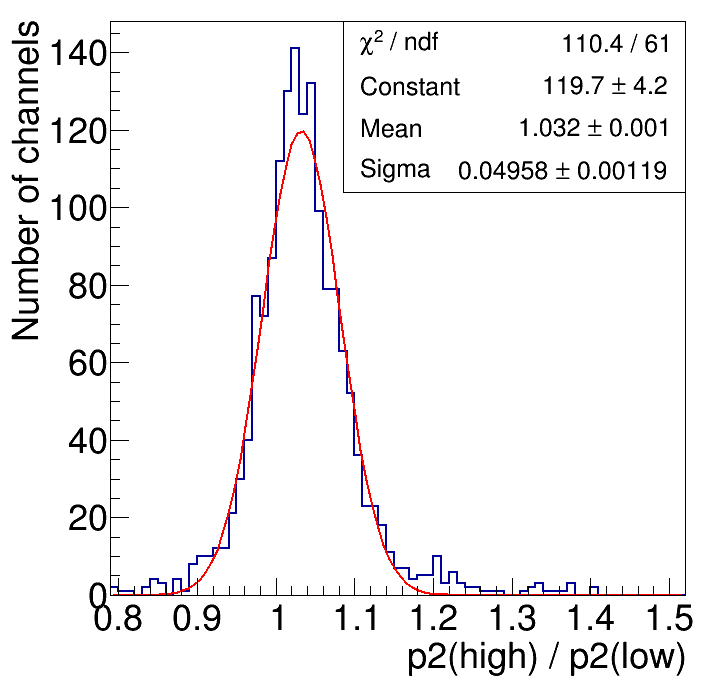 χ² / ndf 110.4 / 61
Constant 119.7 ± 4.2
Mean 1.032 ± 0.001
Sigma 0.04958 ± 0.00119
Number of channels
140
120
100
80
60
40
20
0
0.8 0.9 1 1.1 1.2 1.3 1.4 1.5
p2(high) / p2(low)